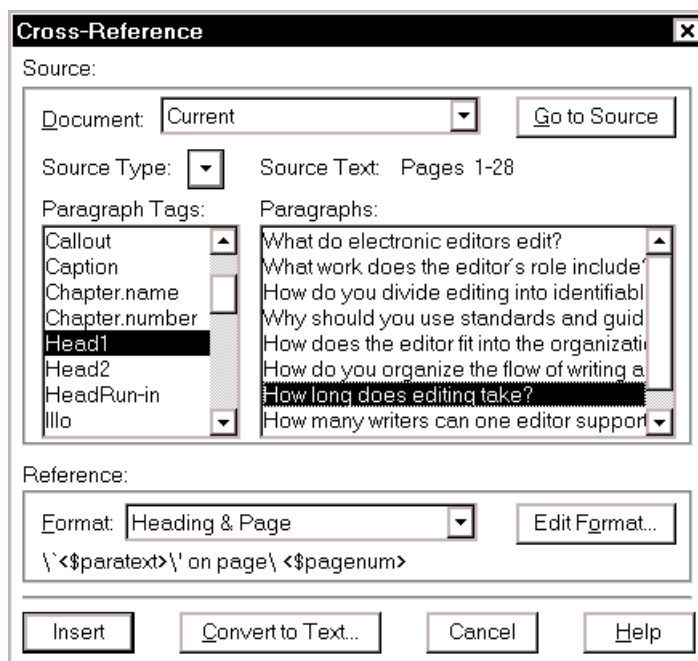 Cross-Reference
Source:
Document: Current Go to Source
Source Type: Source Text: Pages 1-28
Paragraph Tags: Paragraphs:
Callout What do electronic editors edit?
Caption What work does the editor's role include?
Chapter.name How do you divide editing into identifiabl
Chapter.number Why should you use standards and guid
Head1 How does the editor fit into the organizati
Head2 How do you organize the flow of writing a
HeadRun-in How long does editing take?
Illo How many writers can one editor support
Reference:
Format: Heading & Page Edit Format...
\`<$paratext>\' on page\ <$pagenum>
Insert Convert to Text... Cancel Help